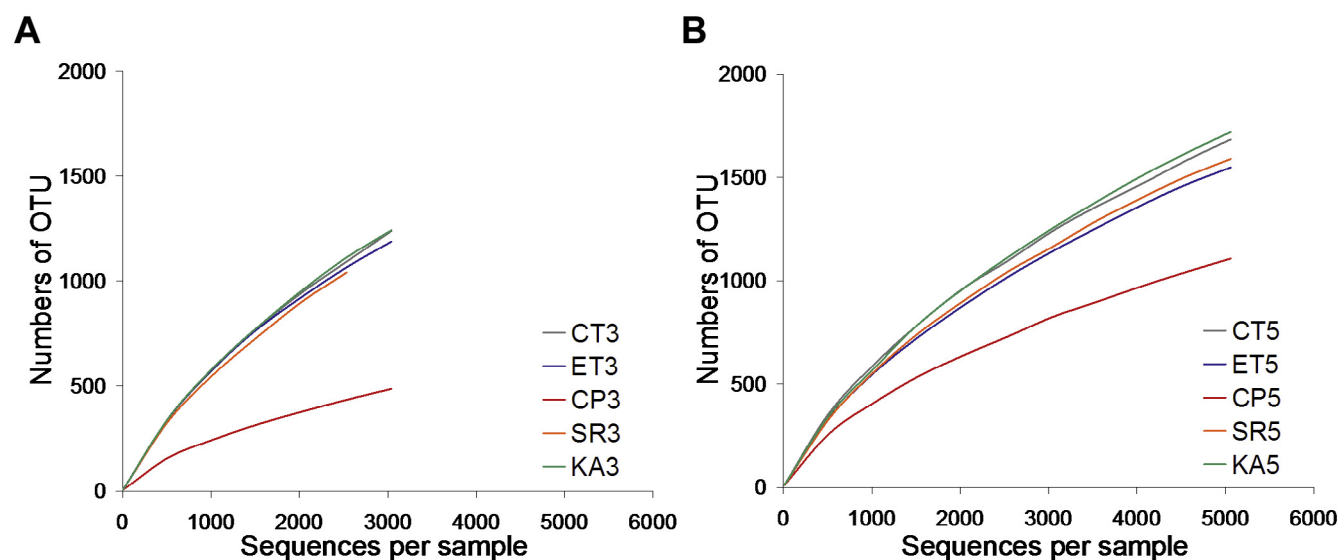 A
Numbers of OTU
2000
1500
1000
500
0
0 1000 2000 3000 4000 5000 6000
Sequences per sample
CT3
ET3
CP3
SR3
KA3
B
Numbers of OTU
2000
1500
1000
500
0
0 1000 2000 3000 4000 5000 6000
Sequences per sample
CT5
ET5
CP5
SR5
KA5